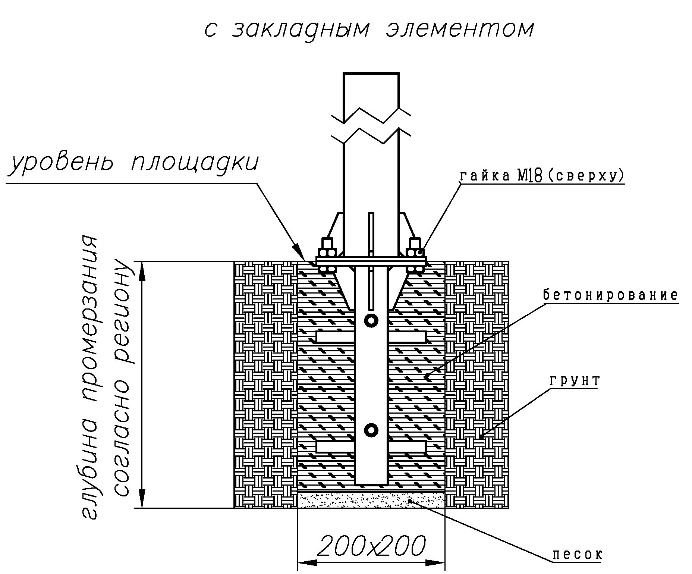 с закладным элементом
уровень площадки
гайка М18(сверху)
глубина промерзания
согласно региону
бетонирование
грунт
200х200
песок